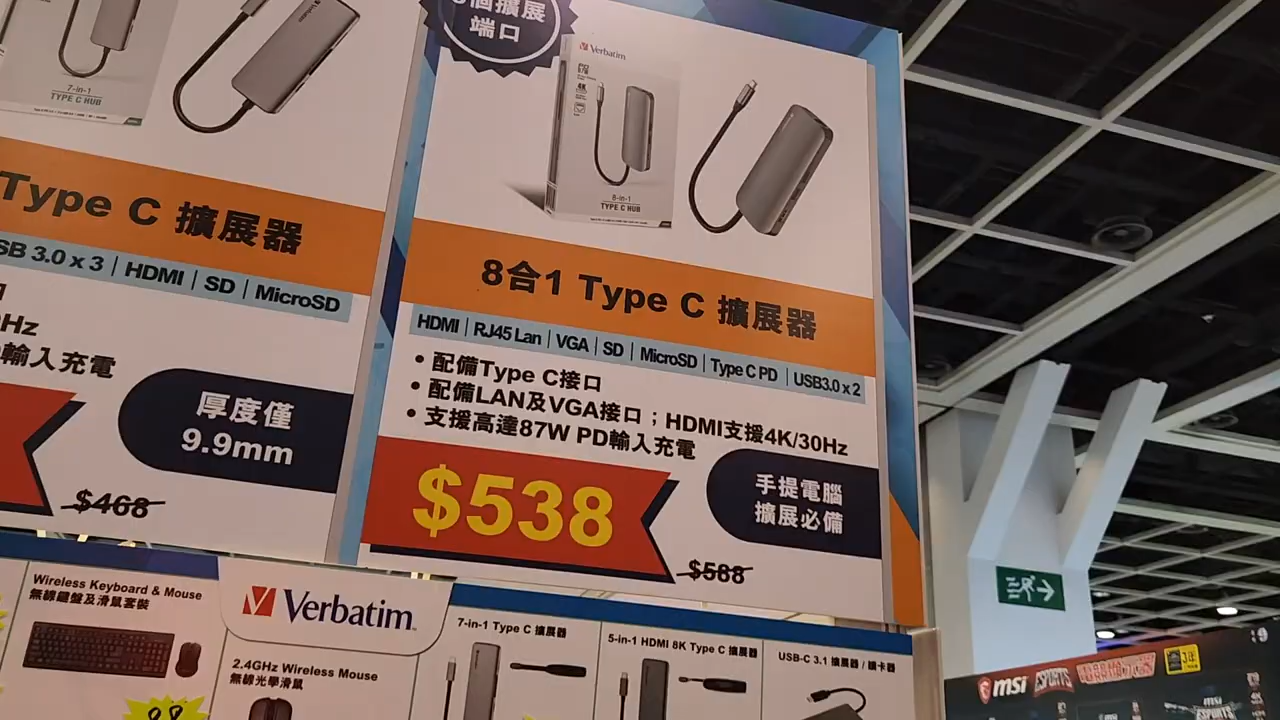 7-in-1
TYPE C HUB
Type C 擴展器
SB 3.0 x 3 | HDMI | SD | MicroSD
Hz
輸入充電
厚度僅
9.9mm
$468
個擴展
端口
Verbatim
8-in-1
TYPE C HUB
8合1 Type C 擴展器
HDMI | RJ45 Lan | VGA | SD | MicroSD | Type C PD | USB3.0 x 2
• 配備Type C接口
• 配備LAN及VGA接口；HDMI支援4K/30Hz
• 支援高達87W PD輸入充電
$538
手提電腦
擴展必備
$588
Wireless Keyboard & Mouse
無線鍵盤及滑鼠套裝
Verbatim
2.4GHz Wireless Mouse
無線光學滑鼠
7-in-1 Type C 擴展器
5-in-1 HDMI 8K Type C 擴展器
USB-C 3.1 擴展器 / 讀卡器
msi
ESPORTS
3年
msi
ESPORTS